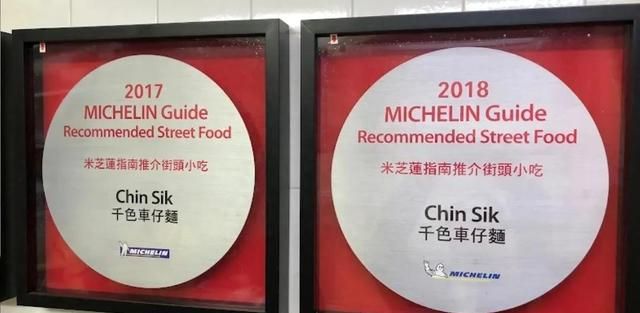 2017
MICHELIN Guide
Recommended Street Food
米芝蓮指南推介街頭小吃
Chin Sik
千色車仔麵
MICHELIN
2018
MICHELIN Guide
Recommended Street Food
米芝蓮指南推介街頭小吃
Chin Sik
千色車仔麵
MICHELIN